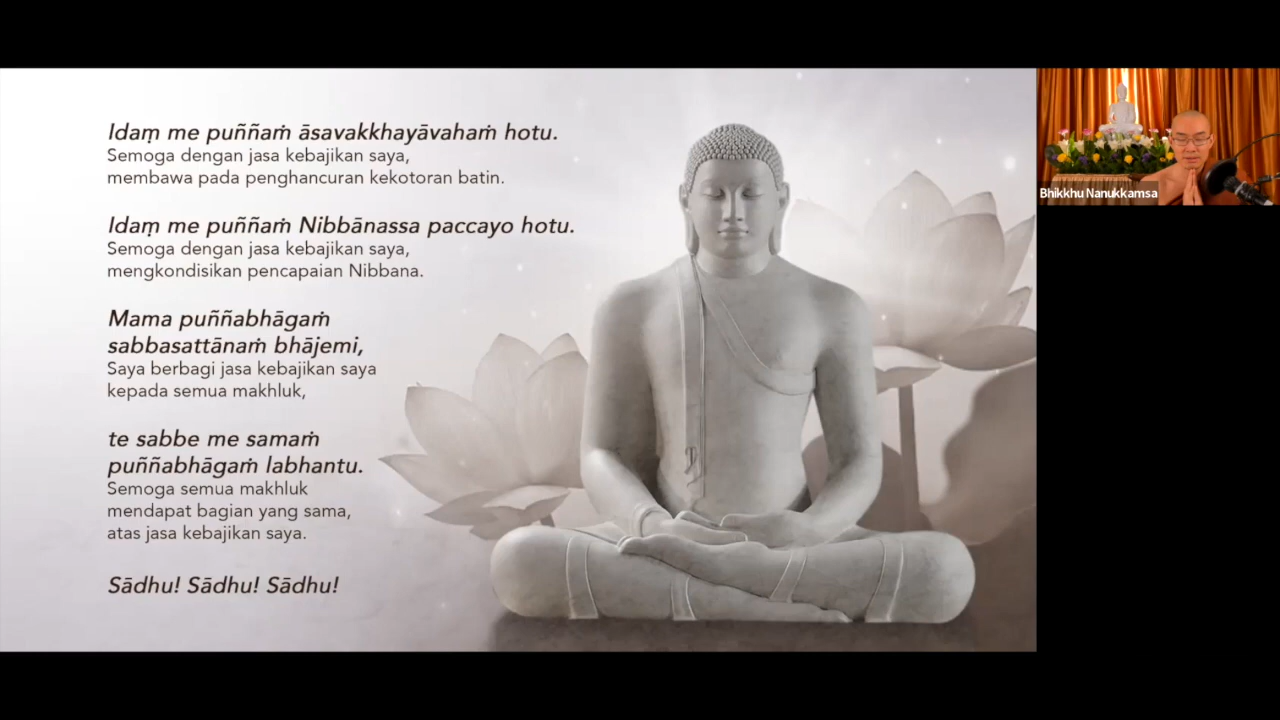 Idaṃ me puññaṁ āsavakkhayāvahaṁ hotu.
Semoga dengan jasa kebajikan saya,
membawa pada penghancuran kekotoran batin.
Idaṃ me puññaṁ Nibbānassa paccayo hotu.
Semoga dengan jasa kebajikan saya,
mengkondisikan pencapaian Nibbana.
Mama puññabhāgaṁ
sabbasattānaṁ bhājemi,
Saya berbagi jasa kebajikan saya
kepada semua makhluk,
te sabbe me samaṁ
puññabhāgaṁ labhantu.
Semoga semua makhluk
mendapat bagian yang sama,
atas jasa kebajikan saya.
Sādhu! Sādhu! Sādhu!
Bhikkhu Nanukkamsa